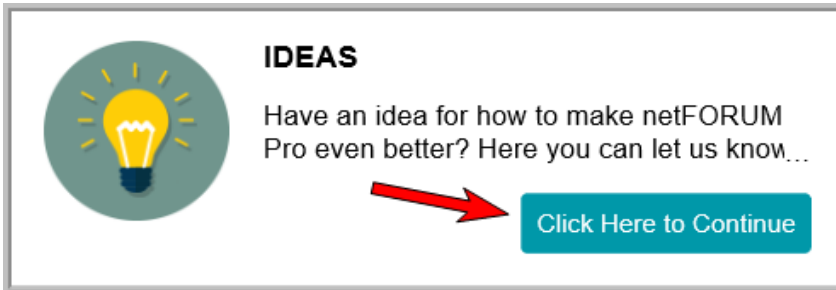 IDEAS
Have an idea for how to make netFORUM
Pro even better? Here you can let us know...
Click Here to Continue